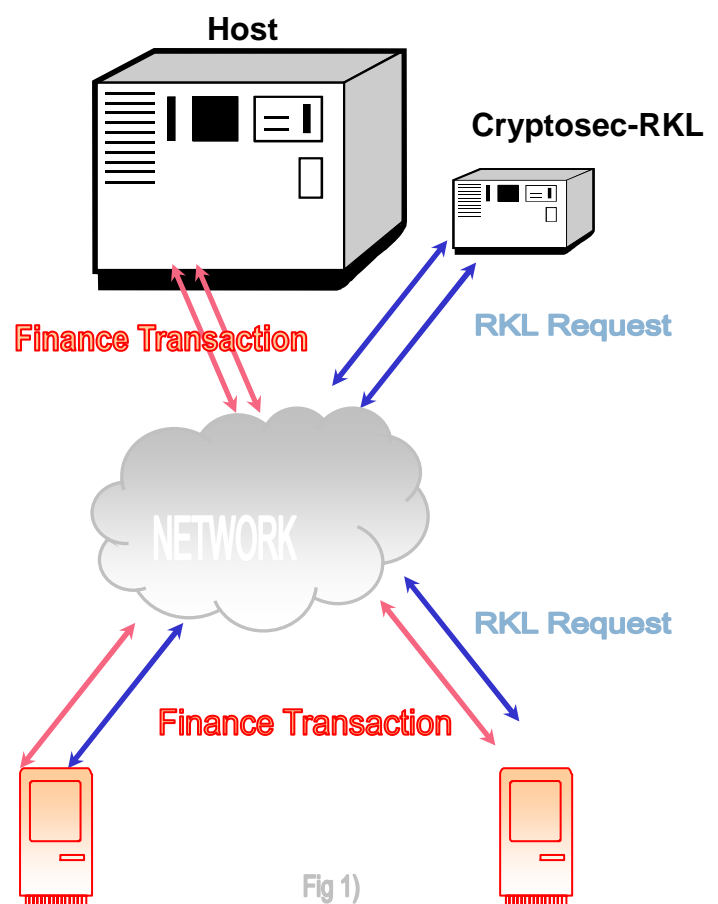 Host
Cryptosec-RKL
Finance Transaction
RKL Request
NETWORK
RKL Request
Finance Transaction
Fig 1)